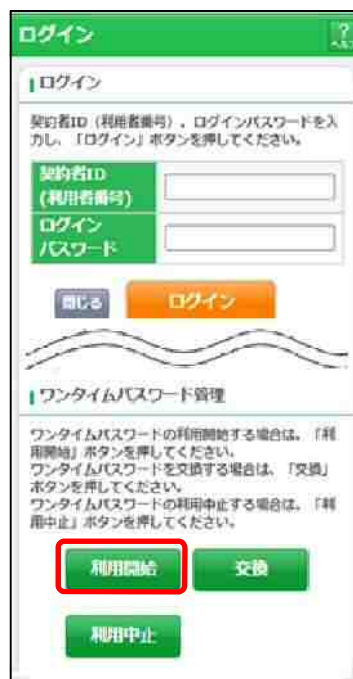 ログイン
?
ログイン
契約者ID（利用者番号）、ログインパスワードを入
力し、「ログイン」ボタンを押してください。
契約者ID
(利用者番号)
ログイン
パスワード
閉じる
ログイン
ワンタイムパスワード管理
ワンタイムパスワードの利用開始する場合は、「利
用開始」ボタンを押してください。
ワンタイムパスワードを交換する場合は、「交換」
ボタンを押してください。
ワンタイムパスワードの利用中止する場合は、「利
用中止」ボタンを押してください。
利用開始
交換
利用中止